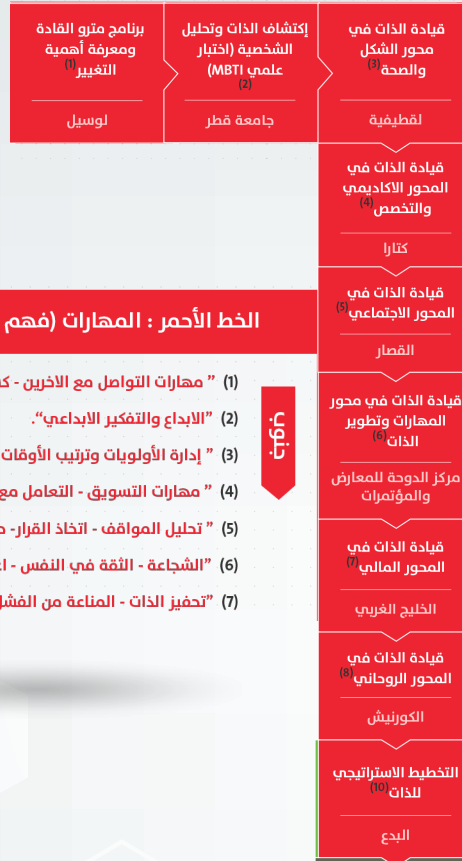 قيادة الذات في
محور الشكل
والصحة(3)
لقطيفية
إكتشاف الذات وتحليل
الشخصية (اختبار
علمي MBTI)
(2)
جامعة قطر
برنامج مترو القادة
ومعرفة أهمية
التغيير(1)
لوسيل
قيادة الذات في
المحور الاكاديمي
والتخصص(4)
كتارا
قيادة الذات في
المحور الاجتماعي(5)
القصار
قيادة الذات في محور
المهارات وتطوير
الذات(6)
مركز الدوحة للمعارض
والمؤتمرات
قيادة الذات في
المحور المالي(7)
الخليج الغربي
قيادة الذات في
المحور الروحاني(8)
الكورنيش
التخطيط الاستراتيجي
للذات(10)
البدع
الخط الأحمر : المهارات (فهم
جنوب
(1) ” مهارات التواصل مع الاخرين -
(2) ”الابداع والتفكير الابداعي“.
(3) ” إدارة الأولويات وترتيب الأوقات
(4) ” مهارات التسويق - التعامل مع
(5) ” تحليل المواقف - اتخاذ القرار-
(6) ”الشجاعة - الثقة في النفس -
(7) ”تحفيز الذات - المناعة من الفشل